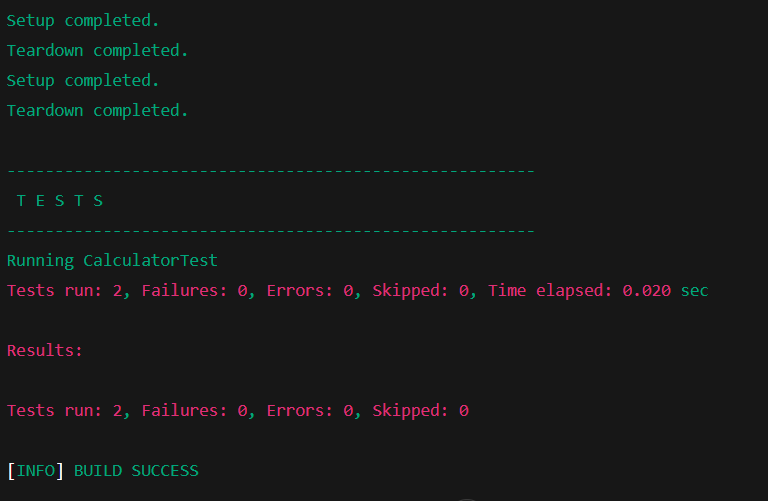 Setup completed.
Teardown completed.
Setup completed.
Teardown completed.
-------------------------------------------------------
T E S T S
-------------------------------------------------------
Running CalculatorTest
Tests run: 2, Failures: 0, Errors: 0, Skipped: 0, Time elapsed: 0.020 sec
Results:
Tests run: 2, Failures: 0, Errors: 0, Skipped: 0
[INFO] BUILD SUCCESS